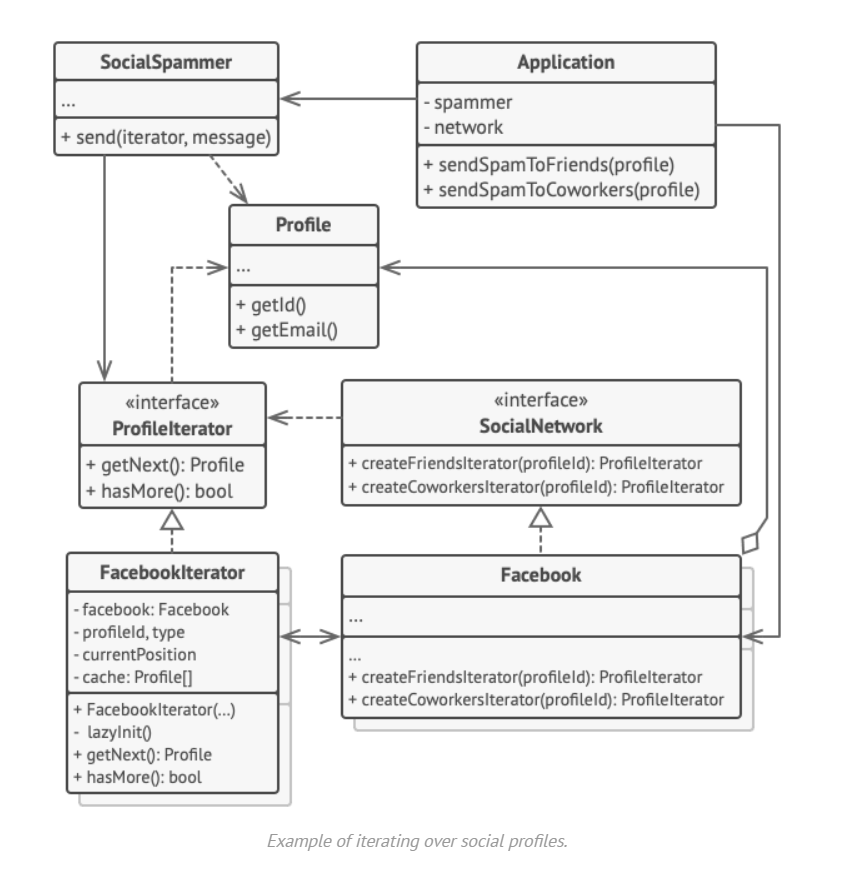 SocialSpammer
...
+ send(iterator, message)
Application
- spammer
- network
+ sendSpamToFriends(profile)
+ sendSpamToCoworkers(profile)
Profile
...
+ getId()
+ getEmail()
«interface»
ProfileIterator
+ getNext(): Profile
+ hasMore(): bool
«interface»
SocialNetwork
+ createFriendsIterator(profileId): ProfileIterator
+ createCoworkersIterator(profileId): ProfileIterator
FacebookIterator
- facebook: Facebook
- profileId, type
- currentPosition
- cache: Profile[]
+ FacebookIterator(...)
- lazyInit()
+ getNext(): Profile
+ hasMore(): bool
Facebook
...
...
+ createFriendsIterator(profileId): ProfileIterator
+ createCoworkersIterator(profileId): ProfileIterator
Example of iterating over social profiles.